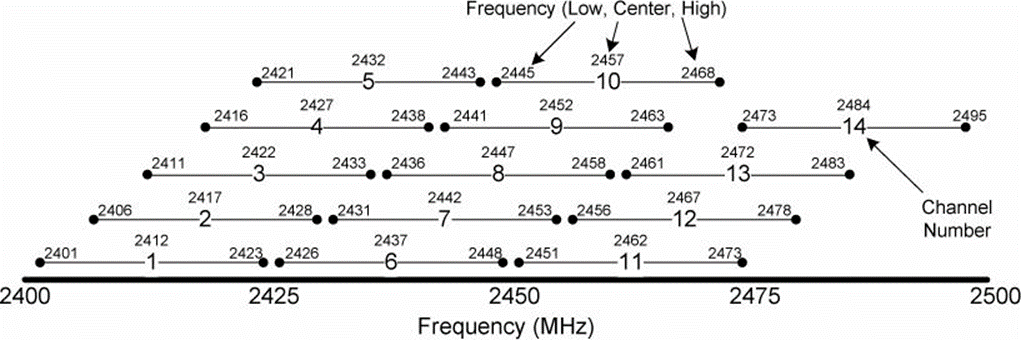 Frequency (Low, Center, High)
2432 2457
2421 5 2443 2445 10 2468
2427 2452 2484
2416 4 2438 2441 9 2463 2473 14 2495
2422 2447 2472
2411 3 2433 2436 8 2458 2461 13 2483
2417 2442 2467
2406 2 2428 2431 7 2453 2456 12 2478
Channel
Number
2412 2437 2462
2401 1 2423 2426 6 2448 2451 11 2473
2400 2425 2450 2475 2500
Frequency (MHz)